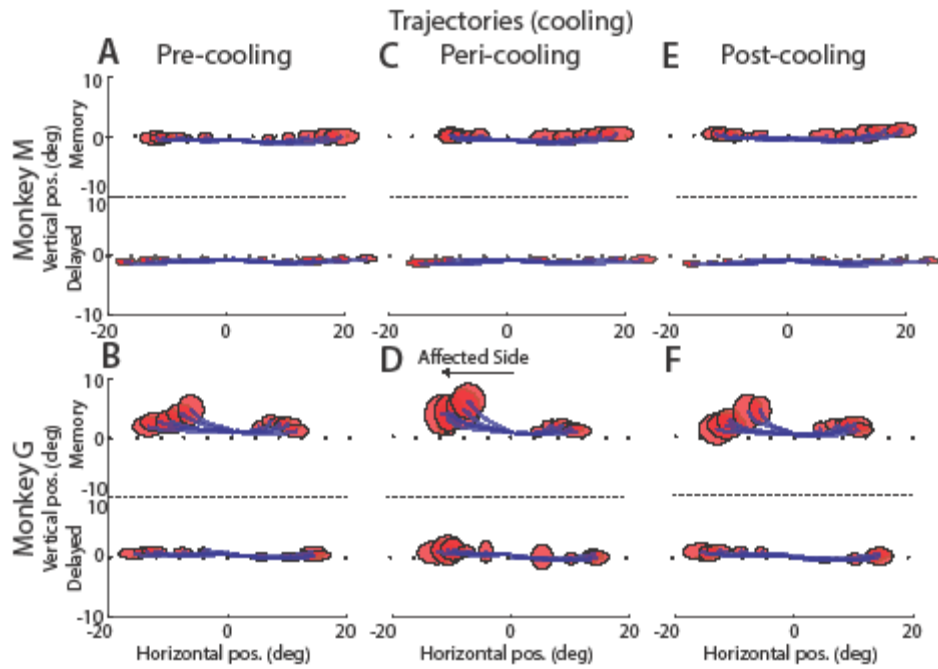 Trajectories (cooling)
A Pre-cooling
C Peri-cooling
E Post-cooling
Monkey M
Vertical pos. (deg)
Memory
Delayed
10
0
-10
10
0
-10
-20 0 20
-20 0 20
-20 0 20
B
D Affected Side
F
Monkey G
Vertical pos. (deg)
Memory
Delayed
10
0
-10
10
0
-10
-20 0 20
-20 0 20
-20 0 20
Horizontal pos. (deg)
Horizontal pos. (deg)
Horizontal pos. (deg)